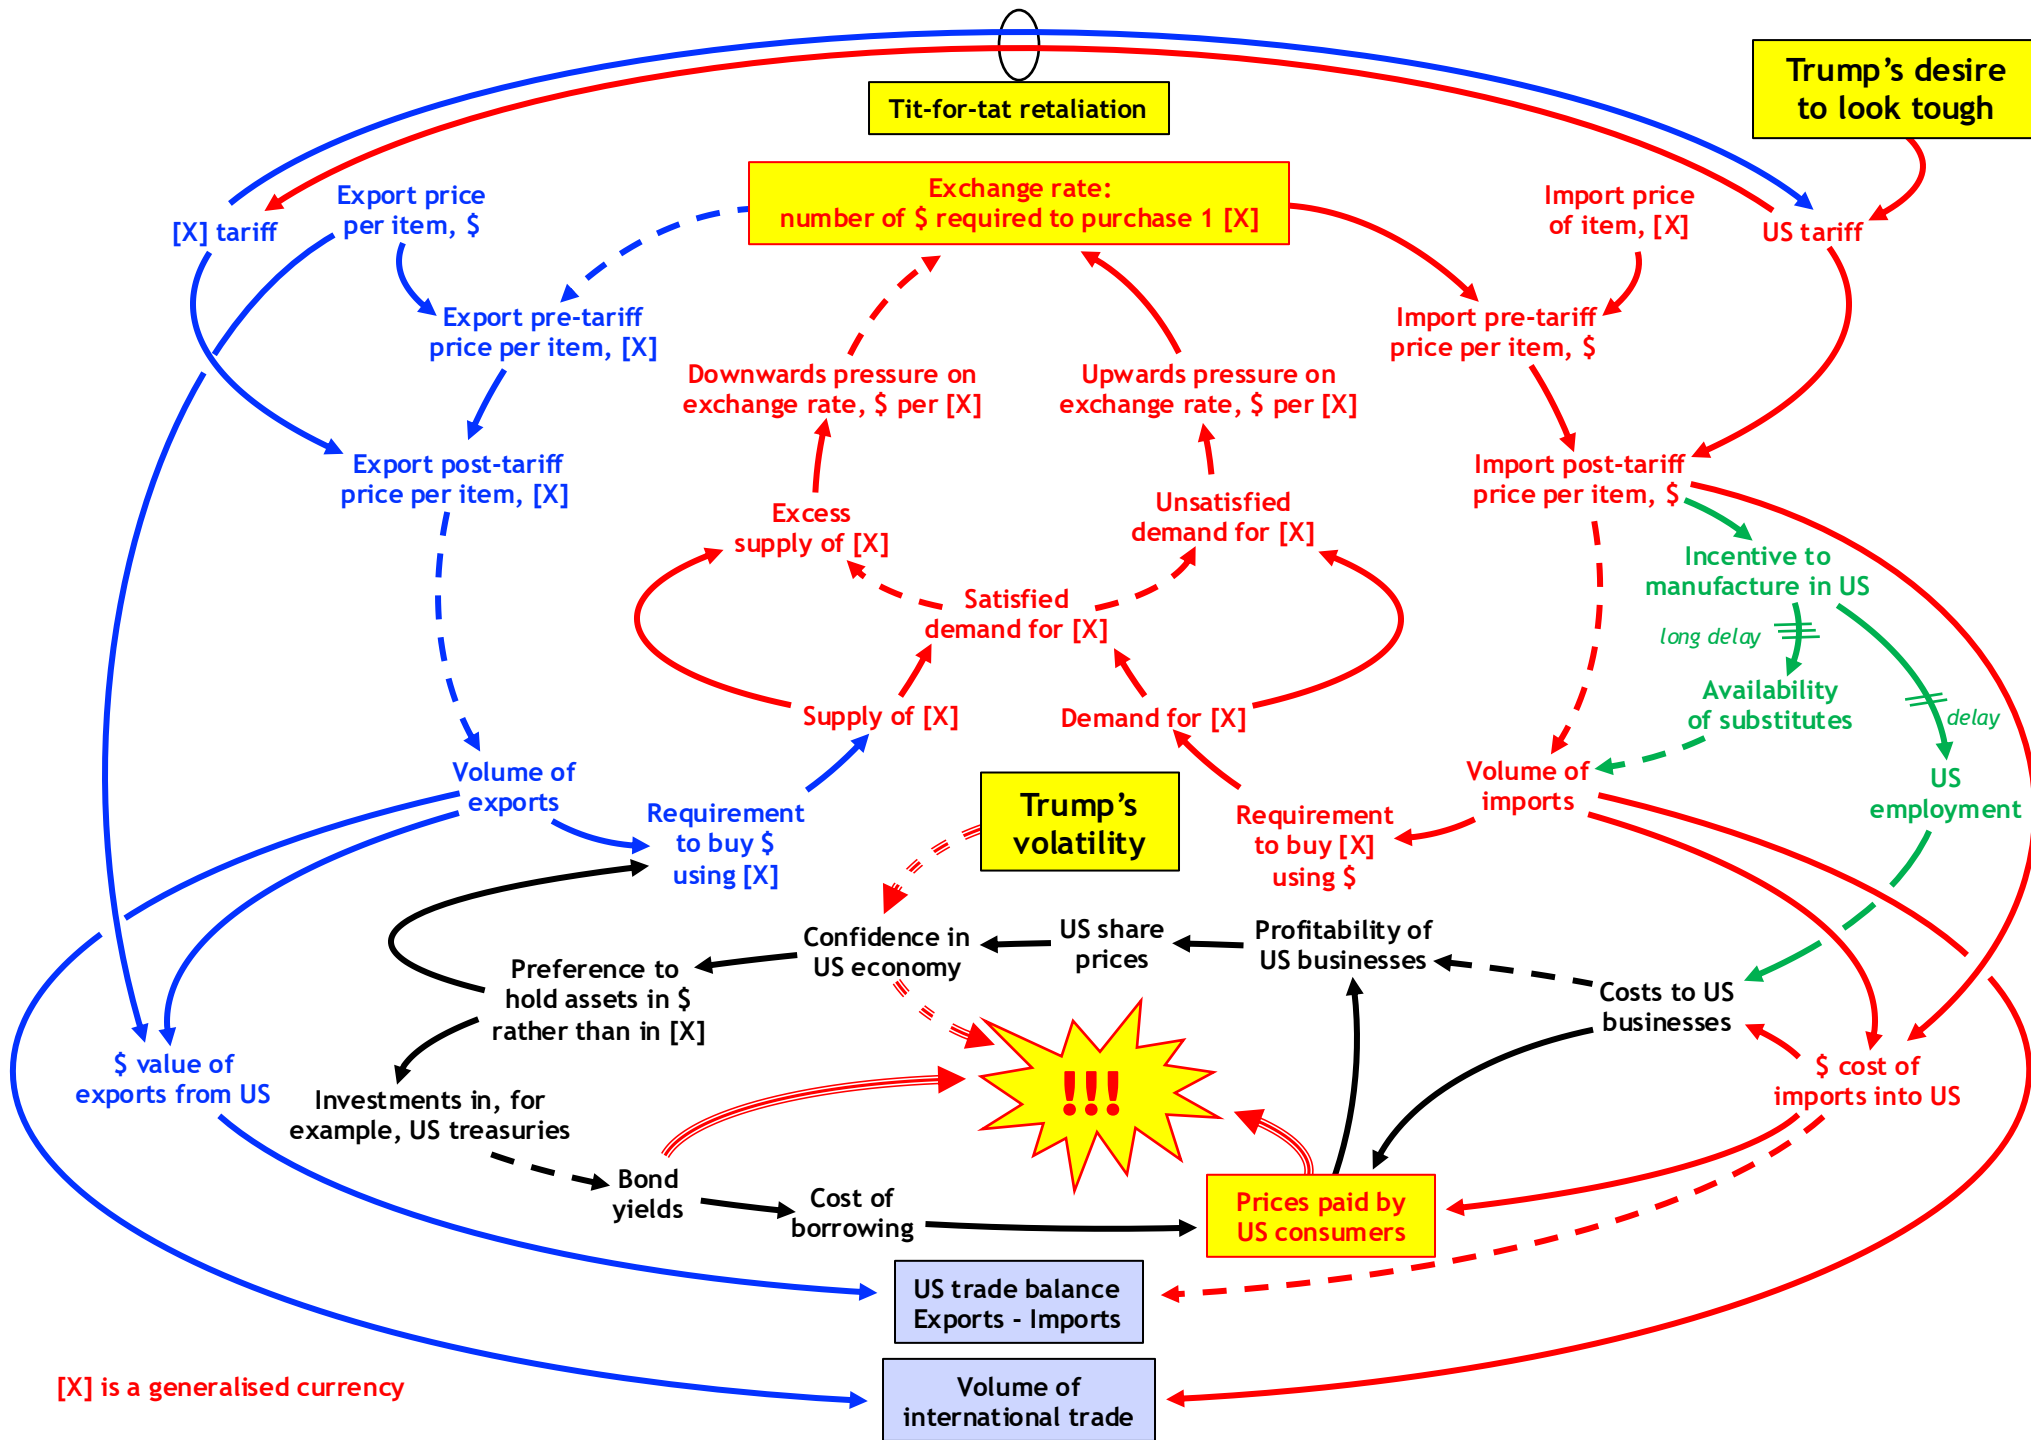 Trump's desire
to look tough
Tit-for-tat retaliation
Export price
per item, $
Exchange rate:
number of $ required to purchase 1 [X]
Import price
of item, [X]
[X] tariff
US tariff
Export pre-tariff
price per item, [X]
Import pre-tariff
price per item, $
Downwards pressure on
exchange rate, $ per [X]
Upwards pressure on
exchange rate, $ per [X]
Export post-tariff
price per item, [X]
Import post-tariff
price per item, $
Excess
supply of [X]
Unsatisfied
demand for [X]
Incentive to
manufacture in US
Satisfied
demand for [X]
long delay
Supply of [X]
Demand for [X]
Availability
of substitutes
delay
Volume of
exports
Requirement
to buy $
using [X]
Trump's
volatility
Requirement
to buy [X]
using $
Volume of
imports
US
employment
Confidence in
US economy
US share
prices
Profitability of
US businesses
Preference to
hold assets in $
rather than in [X]
Costs to US
businesses
$ value of
exports from US
!!!
$ cost of
imports into US
Investments in, for
example, US treasuries
Bond
yields
Cost of
borrowing
Prices paid by
US consumers
US trade balance
Exports - Imports
[X] is a generalised currency
Volume of
international trade